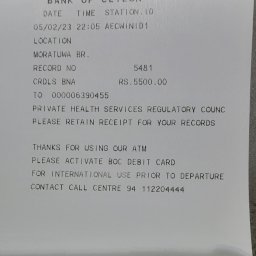 BANK OF CEYLON
DATE TIME STATION.ID
05/02/23 22:05 AECWINID1
LOCATION
MORATUWA BR.
RECORD NO 5481
CRDLS BNA RS.5500.00
TO 000006390455
PRIVATE HEALTH SERVICES REGULATORY COUNC
PLEASE RETAIN RECEIPT FOR YOUR RECORDS
THANKS FOR USING OUR ATM
PLEASE ACTIVATE BOC DEBIT CARD
FOR INTERNATIONAL USE PRIOR TO DEPARTURE
CONTACT CALL CENTRE 94 112204444